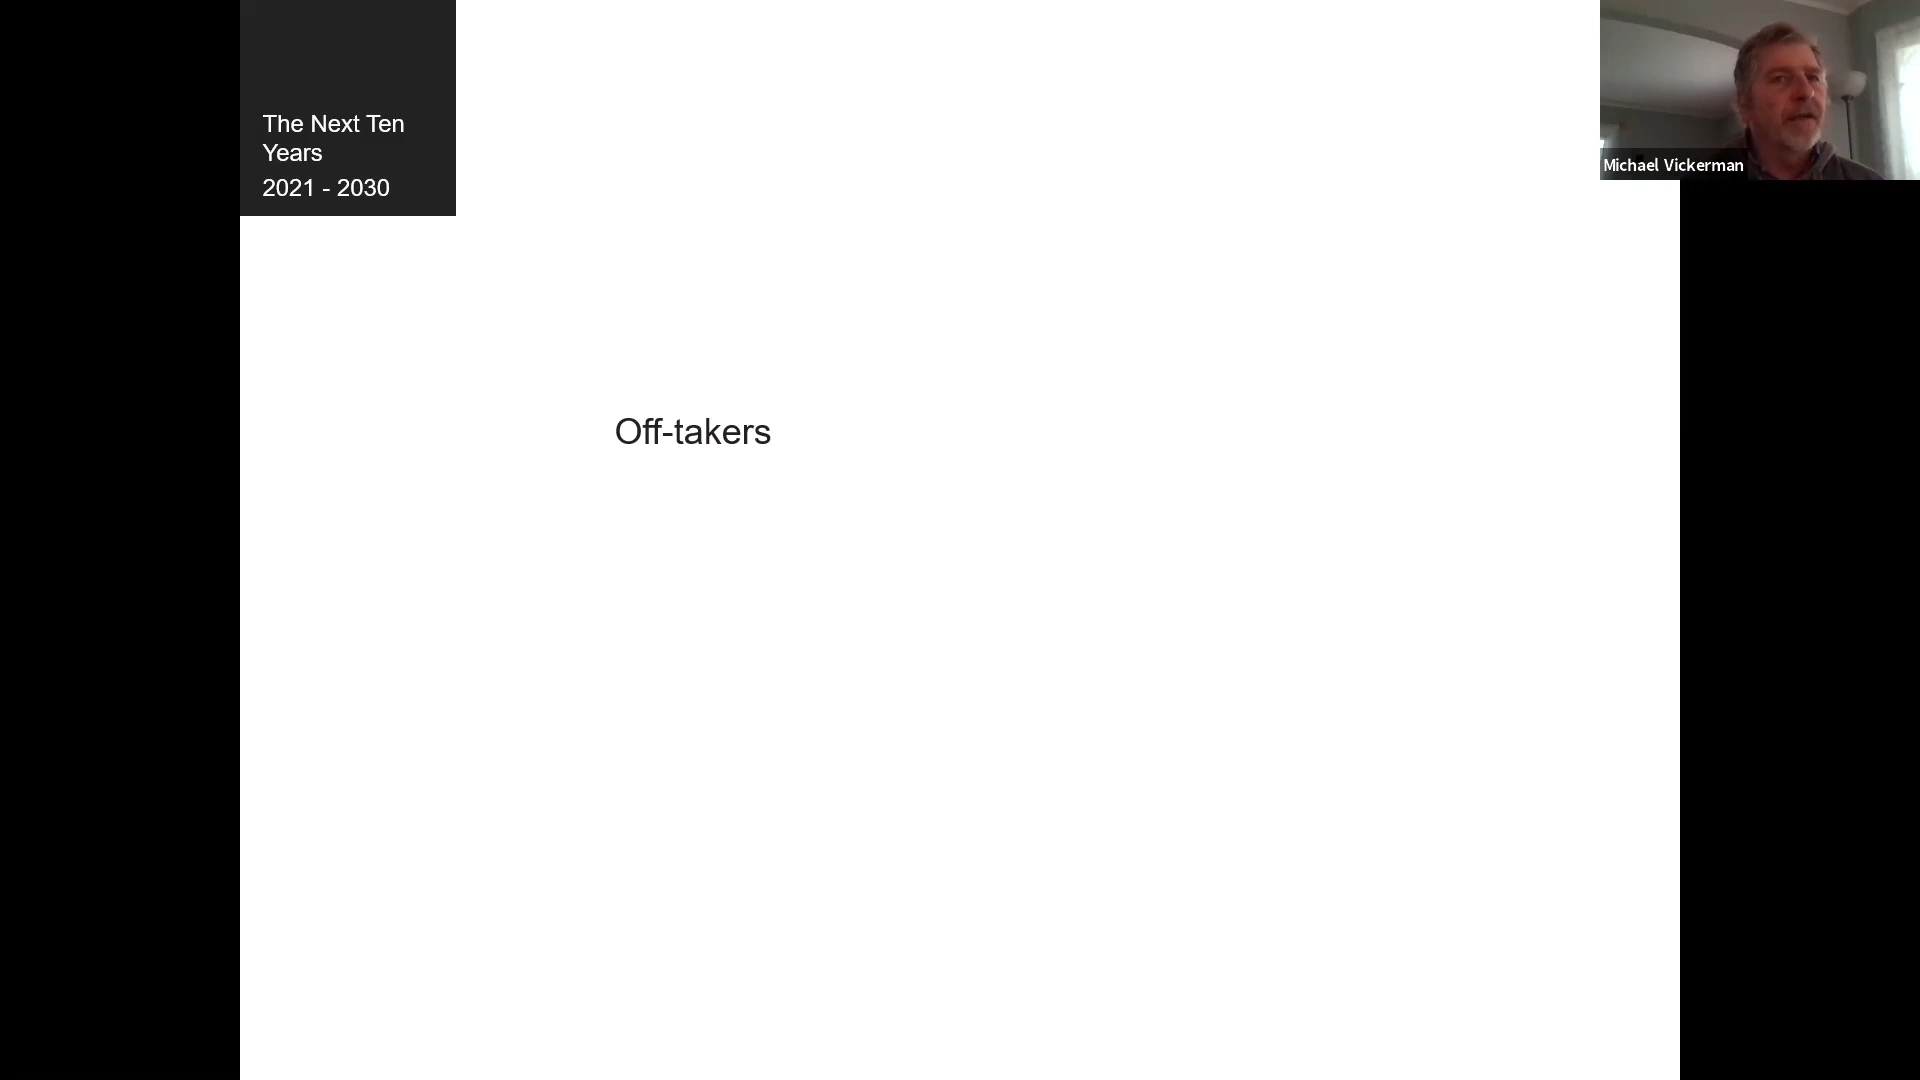 The Next Ten
Years
2021 - 2030
Michael Vickerman
Off-takers